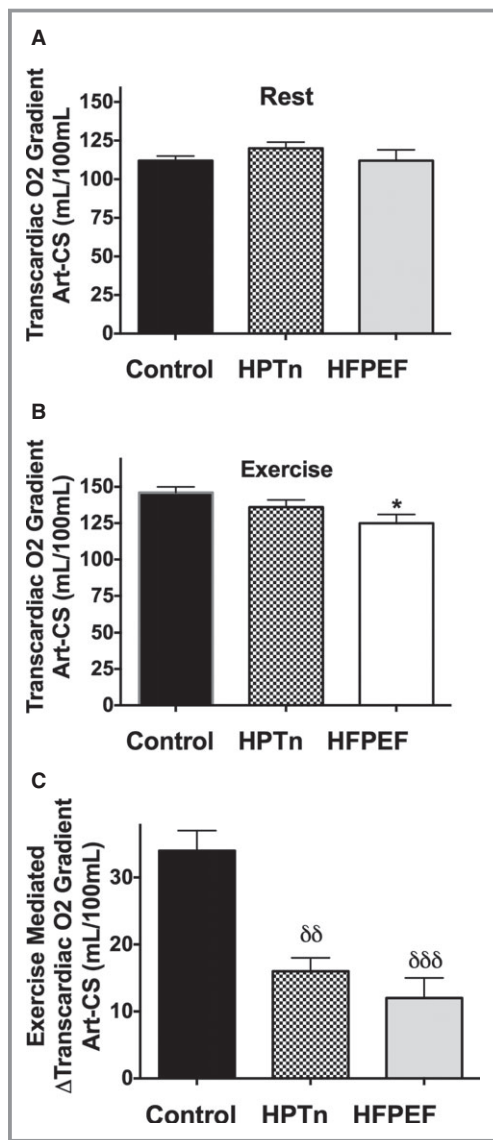 A
Rest
Transcardiac O2 Gradient
Art-CS (mL/100mL
150
125
100
75
50
25
0
Control HPTn HFPEF
B
Exercise
Transcardiac O2 Gradient
Art-CS (mL/100mL)
150
125
100
75
50
25
0
*
Control HPTn HFPEF
C
Exercise Mediated
ΔTranscardiac O2 Gradient
Art-CS (mL/100mL)
30
20
10
0
δδ
δδδ
Control HPTn HFPEF